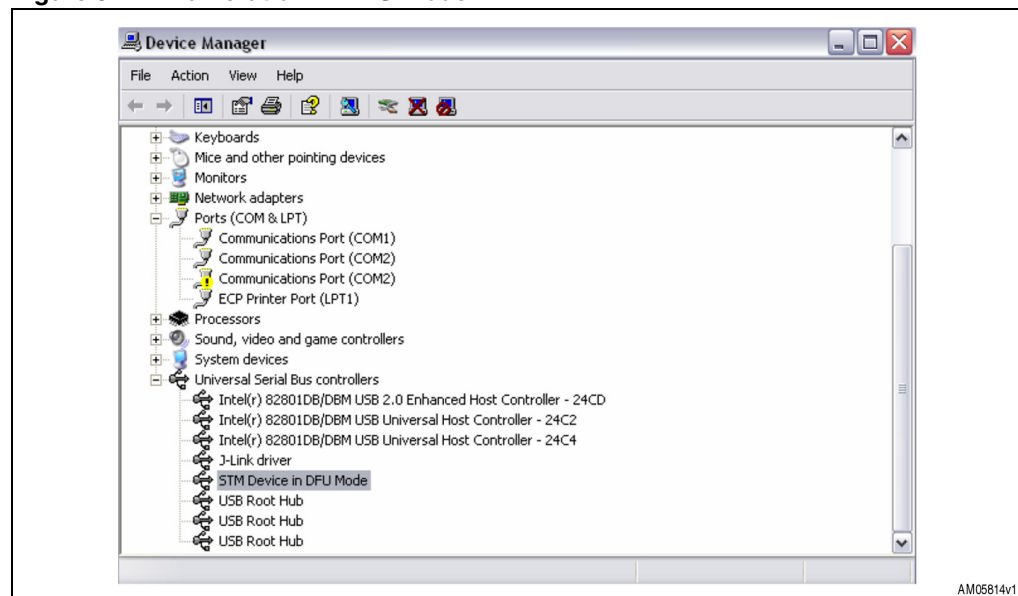 Device Manager
File Action View Help
Keyboards
Mice and other pointing devices
Monitors
Network adapters
Ports (COM & LPT)
Communications Port (COM1)
Communications Port (COM2)
Communications Port (COM2)
ECP Printer Port (LPT1)
Processors
Sound, video and game controllers
System devices
Universal Serial Bus controllers
Intel(r) 82801DB/DBM USB 2.0 Enhanced Host Controller - 24CD
Intel(r) 82801DB/DBM USB Universal Host Controller - 24C2
Intel(r) 82801DB/DBM USB Universal Host Controller - 24C4
J-Link driver
STM Device in DFU Mode
USB Root Hub
USB Root Hub
USB Root Hub
AM05814v1